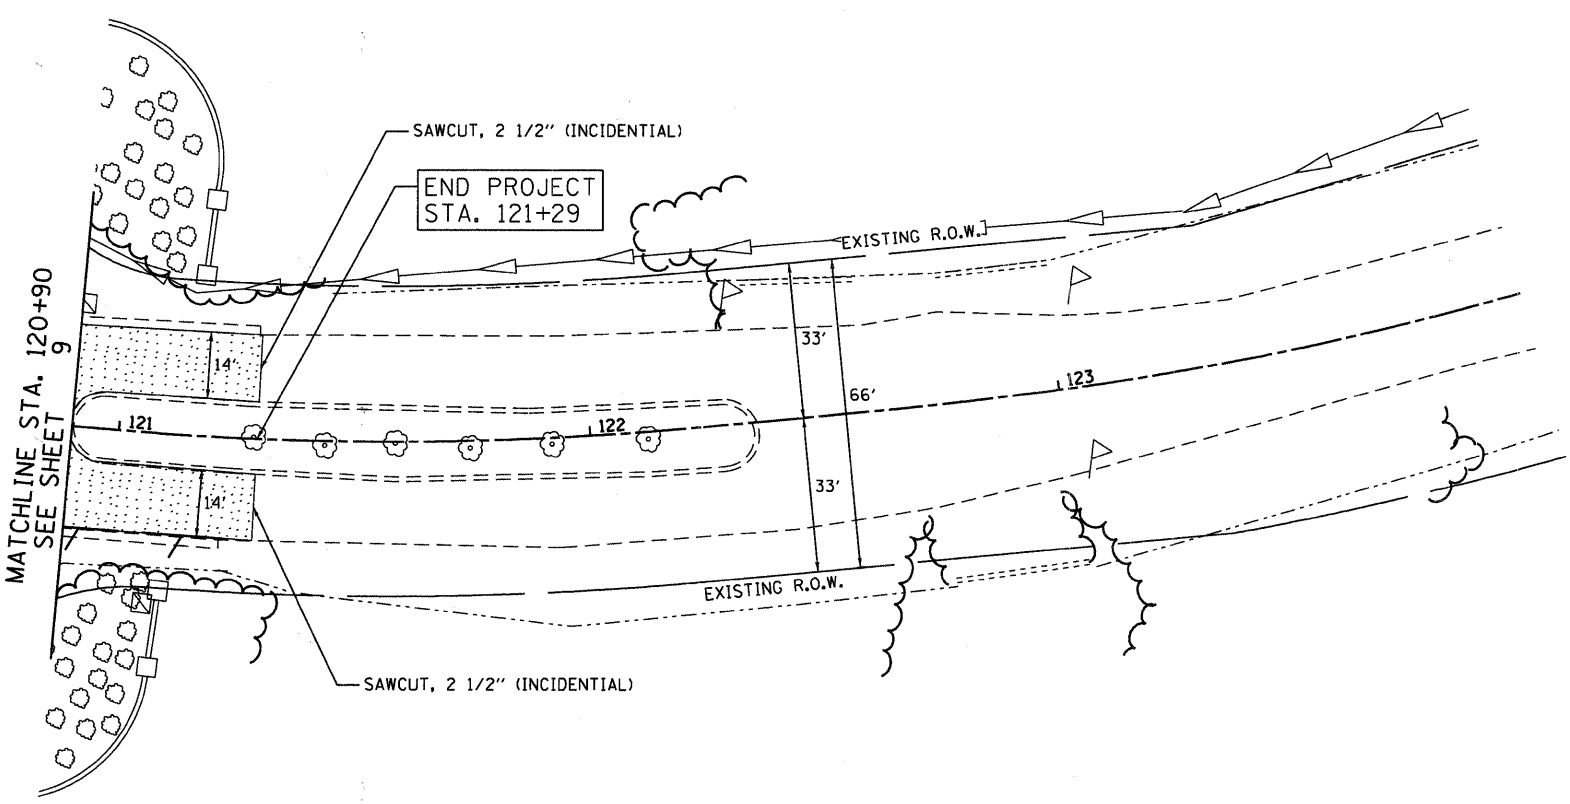 SAWCUT, 2 1/2" (INCIDENTIAL)
END PROJECT
STA. 121+29
EXISTING R.O.W.
MATCHLINE STA. 120+90
SEE SHEET 9
14'
33'
66'
123
121
122
14'
33'
EXISTING R.O.W.
SAWCUT, 2 1/2" (INCIDENTIAL)